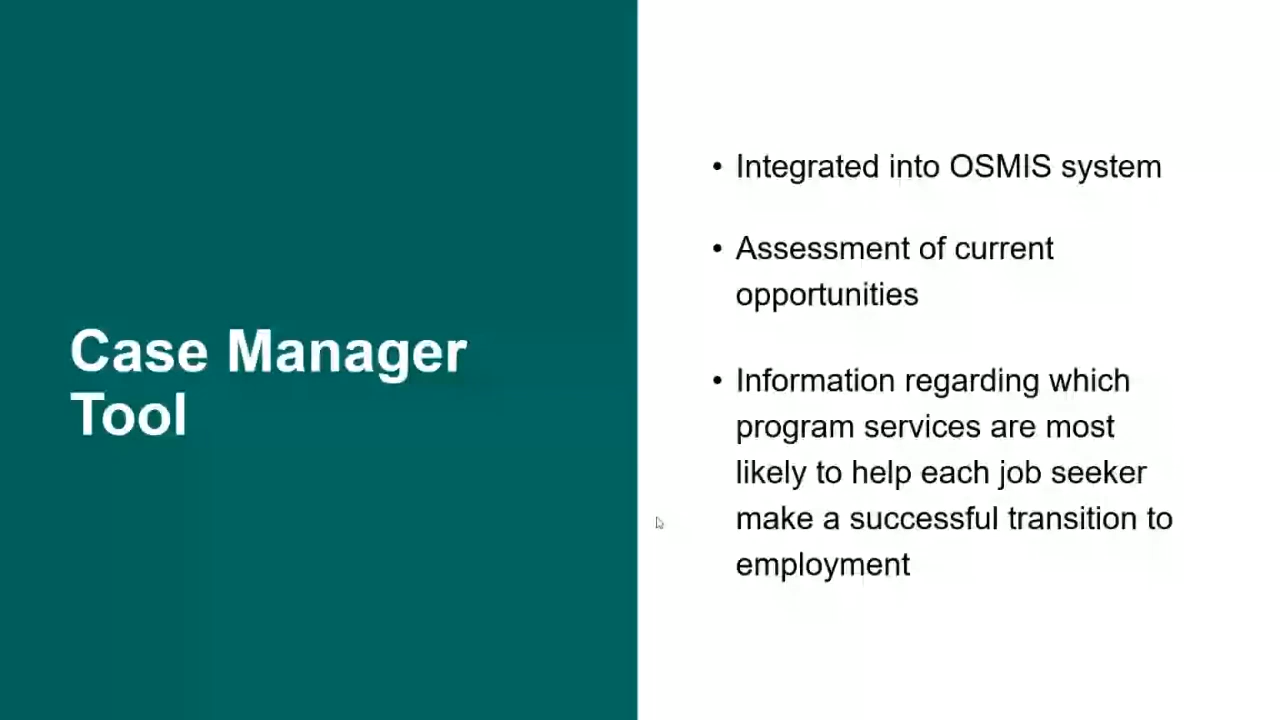 Case Manager
Tool
• Integrated into OSMIS system
• Assessment of current
opportunities
• Information regarding which
program services are most
likely to help each job seeker
make a successful transition to
employment